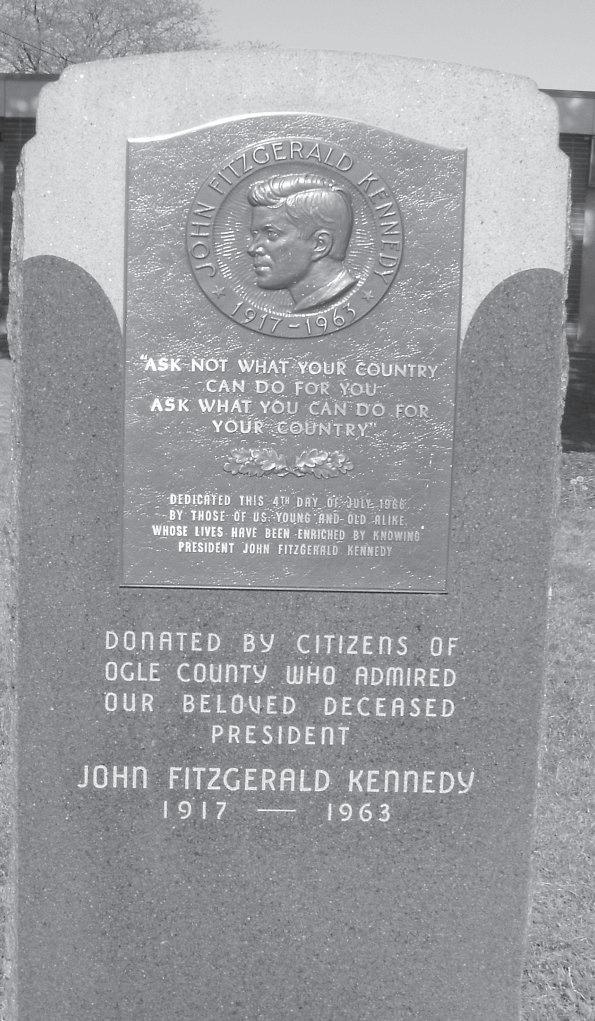 JOHN FITZGERALD KENNEDY
1917-1963
"ASK NOT WHAT YOUR COUNTRY
CAN DO FOR YOU
ASK WHAT YOU CAN DO FOR
YOUR COUNTRY"
DEDICATED THIS 4TH DAY OF JULY 1966
BY THOSE OF US, YOUNG AND OLD ALIKE,
WHOSE LIVES HAVE BEEN ENRICHED BY KNOWING
PRESIDENT JOHN FITZGERALD KENNEDY
DONATED BY CITIZENS OF
OGLE COUNTY WHO ADMIRED
OUR BELOVED DECEASED
PRESIDENT
JOHN FITZGERALD KENNEDY
1917 — 1963